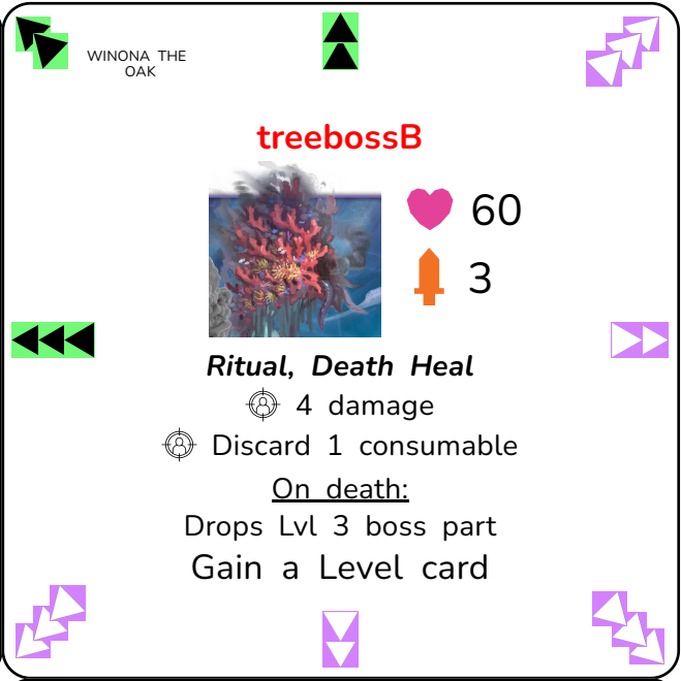 WINONA THE
OAK
treebossB
60
3
Ritual, Death Heal
4 damage
Discard 1 consumable
On death:
Drops Lvl 3 boss part
Gain a Level card